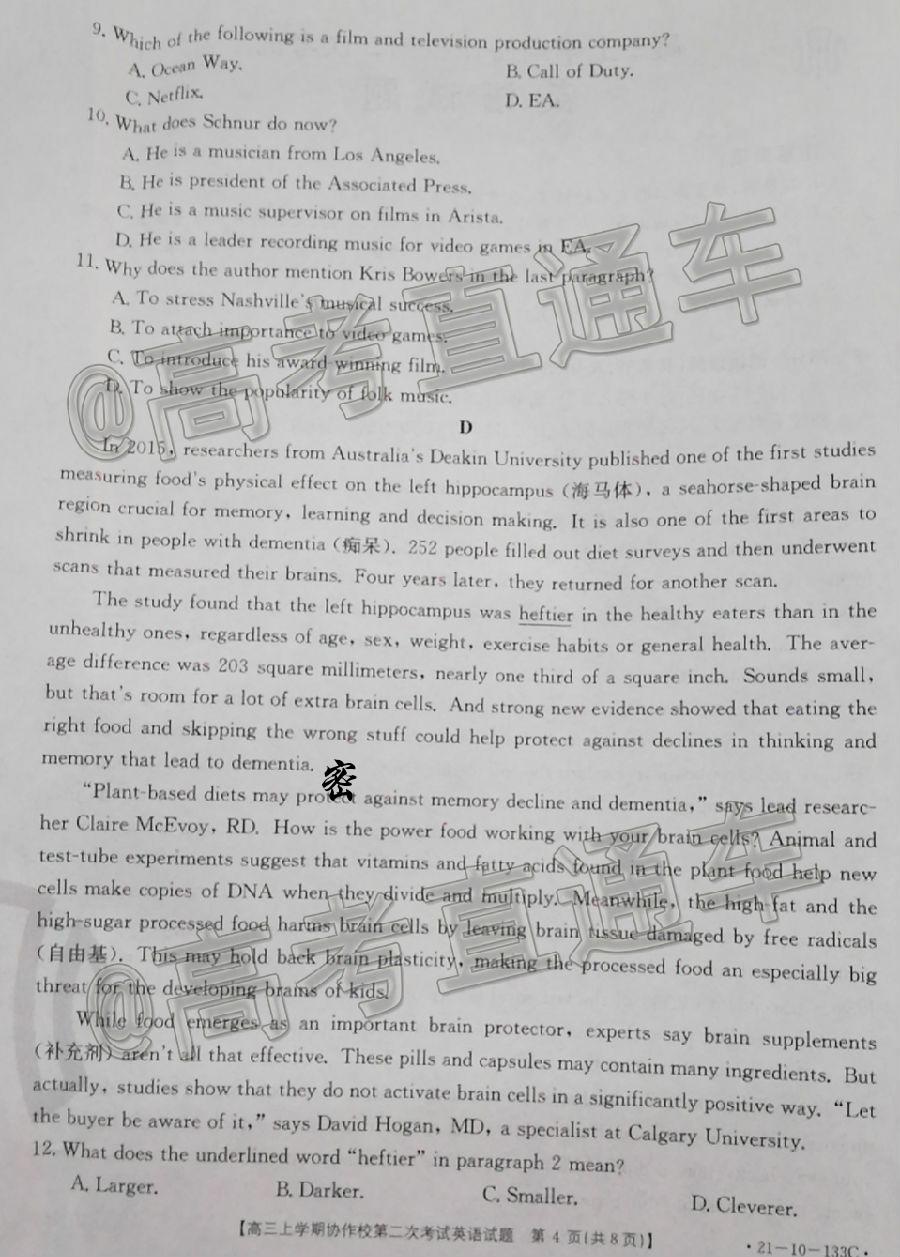 9. Which of the following is a film and television production company?
A. Ocean Way. B. Call of Duty.
C. Netflix. D. EA.
10. What does Schnur do now?
A. He is a musician from Los Angeles.
B. He is president of the Associated Press.
C. He is a music supervisor on films in Arista.
D. He is a leader recording music for video games in EA.
11. Why does the author mention Kris Bowers in the last paragraph?
A. To stress Nashville's musical success.
B. To attach importance to video games.
C. To introduce his award-winning film.
D. To show the popularity of folk music.
@高考直通车
D
In 2015, researchers from Australia's Deakin University published one of the first studies
measuring food's physical effect on the left hippocampus (海马体), a seahorse-shaped brain
region crucial for memory, learning and decision making. It is also one of the first areas to
shrink in people with dementia (痴呆). 252 people filled out diet surveys and then underwent
scans that measured their brains. Four years later, they returned for another scan.
The study found that the left hippocampus was heftier in the healthy eaters than in the
unhealthy ones, regardless of age, sex, weight, exercise habits or general health. The aver-
age difference was 203 square millimeters, nearly one third of a square inch. Sounds small,
but that's room for a lot of extra brain cells. And strong new evidence showed that eating the
right food and skipping the wrong stuff could help protect against declines in thinking and
memory that lead to dementia.
密
"Plant-based diets may protect against memory decline and dementia," says lead researc-
her Claire McEvoy, RD. How is the power food working with your brain cells? Animal and
test-tube experiments suggest that vitamins and fatty acids found in the plant food help new
cells make copies of DNA when they divide and multiply. Meanwhile, the high-fat and the
high-sugar processed food harms brain cells by leaving brain tissue damaged by free radicals
(自由基). This may hold back brain plasticity, making the processed food an especially big
threat for the developing brains of kids.
@高考直通车
While food emerges as an important brain protector, experts say brain supplements
(补充剂) aren't all that effective. These pills and capsules may contain many ingredients. But
actually, studies show that they do not activate brain cells in a significantly positive way. "Let
the buyer be aware of it," says David Hogan, MD, a specialist at Calgary University.
12. What does the underlined word "heftier" in paragraph 2 mean?
A. Larger. B. Darker. C. Smaller. D. Cleverer.
【高三上学期协作校第二次考试英语试题 第 4 页(共 8 页)】
·21-10-133C·